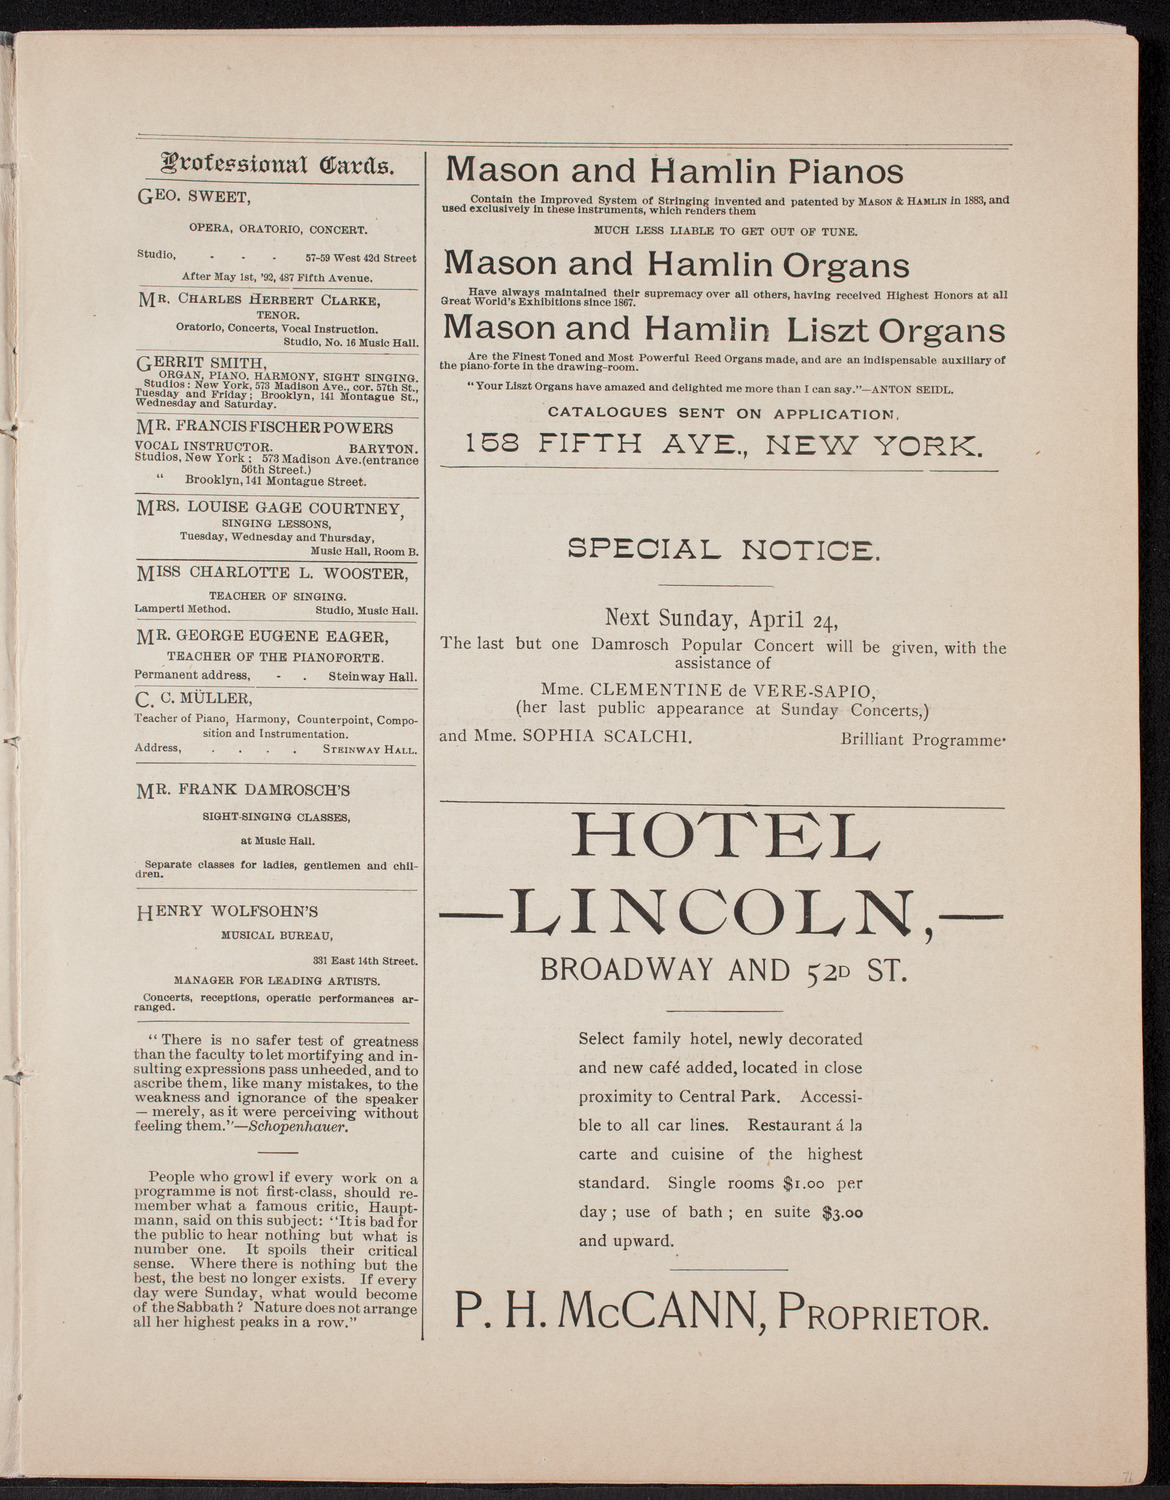 Professional Cards.
GEO. SWEET,
OPERA, ORATORIO, CONCERT.
Studio, - - - 57-59 West 42d Street
After May 1st, '92, 487 Fifth Avenue.
MR. CHARLES HERBERT CLARKE,
TENOR.
Oratorio, Concerts, Vocal Instruction.
Studio, No. 16 Music Hall.
GERRIT SMITH,
ORGAN, PIANO, HARMONY, SIGHT SINGING.
Studios: New York, 573 Madison Ave., cor. 57th St.,
Tuesday and Friday; Brooklyn, 141 Montague St.,
Wednesday and Saturday.
MR. FRANCIS FISCHER POWERS
VOCAL INSTRUCTOR. BARYTON.
Studios, New York: 573 Madison Ave. (entrance
56th Street.)
" Brooklyn, 141 Montague Street.
MRS. LOUISE GAGE COURTNEY,
SINGING LESSONS,
Tuesday, Wednesday and Thursday,
Music Hall, Room B.
MISS CHARLOTTE L. WOOSTER,
TEACHER OF SINGING.
Lamperti Method. Studio, Music Hall.
MR. GEORGE EUGENE EAGER,
TEACHER OF THE PIANOFORTE.
Permanent address, - . Steinway Hall.
C. C. MÜLLER,
Teacher of Piano, Harmony, Counterpoint, Compo-
sition and Instrumentation.
Address, . . . . STEINWAY HALL.
MR. FRANK DAMROSCH'S
SIGHT-SINGING CLASSES,
at Music Hall.
Separate classes for ladies, gentlemen and chil-
dren.
HENRY WOLFSOHN'S
MUSICAL BUREAU,
331 East 14th Street.
MANAGER FOR LEADING ARTISTS.
Concerts, receptions, operatic performances ar-
ranged.
"There is no safer test of greatness
than the faculty to let mortifying and in-
sulting expressions pass unheeded, and to
ascribe them, like many mistakes, to the
weakness and ignorance of the speaker
— merely, as it were perceiving without
feeling them."—Schopenhauer.
People who growl if every work on a
programme is not first-class, should re-
member what a famous critic, Haupt-
mann, said on this subject: "It is bad for
the public to hear nothing but what is
number one. It spoils their critical
sense. Where there is nothing but the
best, the best no longer exists. If every
day were Sunday, what would become
of the Sabbath? Nature does not arrange
all her highest peaks in a row."
Mason and Hamlin Pianos
Contain the Improved System of Stringing invented and patented by MASON & HAMLIN in 1883, and
used exclusively in these instruments, which renders them
MUCH LESS LIABLE TO GET OUT OF TUNE.
Mason and Hamlin Organs
Have always maintained their supremacy over all others, having received Highest Honors at all
Great World's Exhibitions since 1867.
Mason and Hamlin Liszt Organs
Are the Finest Toned and Most Powerful Reed Organs made, and are an indispensable auxiliary of
the piano-forte in the drawing-room.
"Your Liszt Organs have amazed and delighted me more than I can say."—ANTON SEIDL.
CATALOGUES SENT ON APPLICATION.
158 FIFTH AVE., NEW YORK.
SPECIAL NOTICE.
Next Sunday, April 24,
The last but one Damrosch Popular Concert will be given, with the
assistance of
Mme. CLEMENTINE de VERE-SAPIO,
(her last public appearance at Sunday Concerts,)
and Mme. SOPHIA SCALCHI. Brilliant Programme.
HOTEL
—LINCOLN,—
BROADWAY AND 52D ST.
Select family hotel, newly decorated
and new café added, located in close
proximity to Central Park. Accessi-
ble to all car lines. Restaurant á la
carte and cuisine of the highest
standard. Single rooms $1.00 per
day; use of bath; en suite $3.00
and upward.
P. H. McCANN, PROPRIETOR.
71